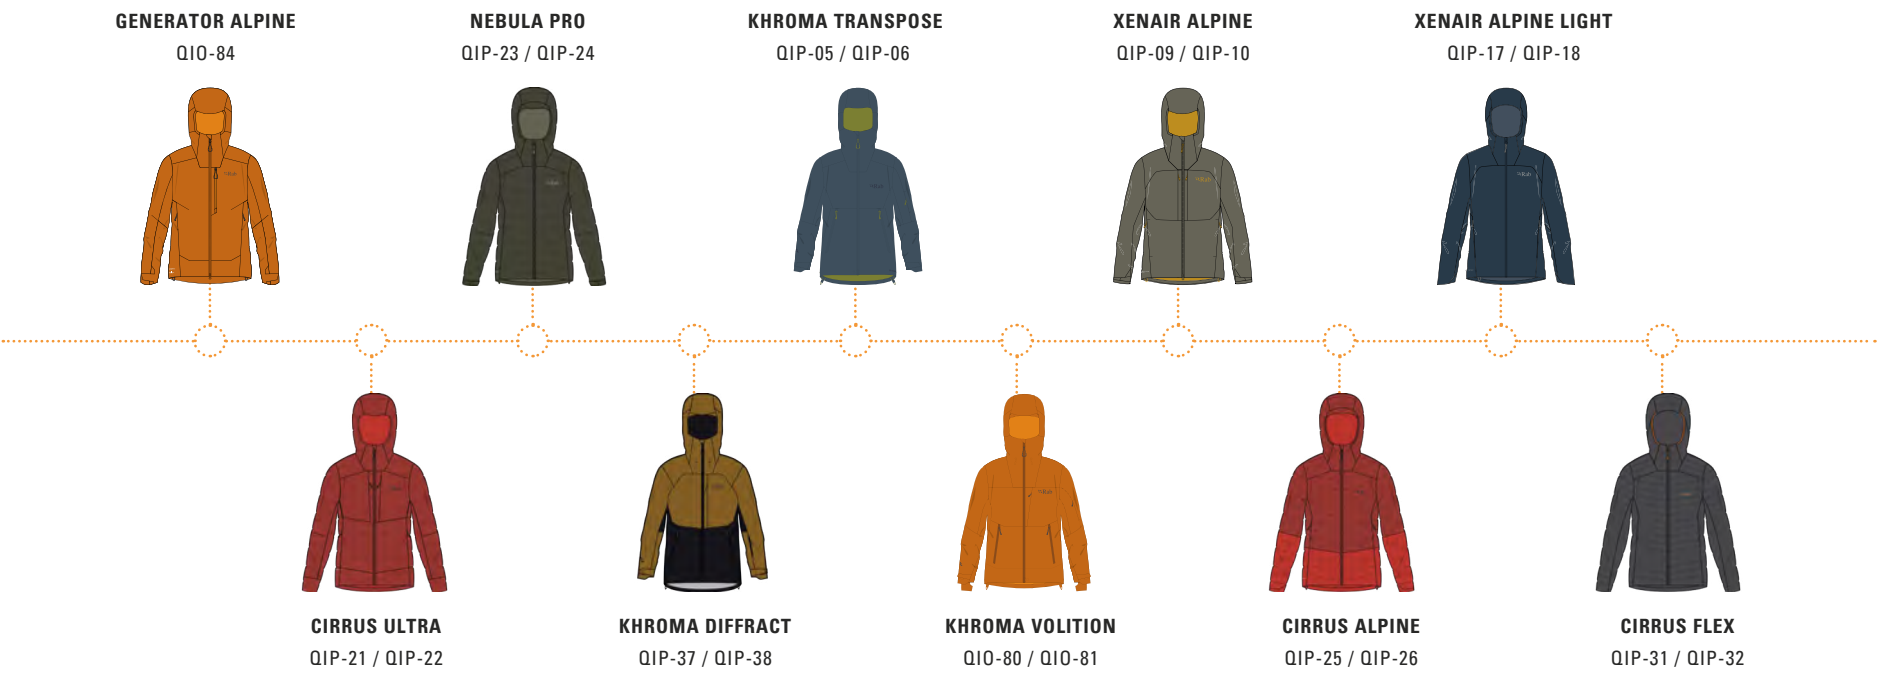 GENERATOR ALPINE
QIO-84
NEBULA PRO
QIP-23 / QIP-24
KHROMA TRANSPOSE
QIP-05 / QIP-06
XENAIR ALPINE
QIP-09 / QIP-10
XENAIR ALPINE LIGHT
QIP-17 / QIP-18
CIRRUS ULTRA
QIP-21 / QIP-22
KHROMA DIFFRACT
QIP-37 / QIP-38
KHROMA VOLITION
QIO-80 / QIO-81
CIRRUS ALPINE
QIP-25 / QIP-26
CIRRUS FLEX
QIP-31 / QIP-32